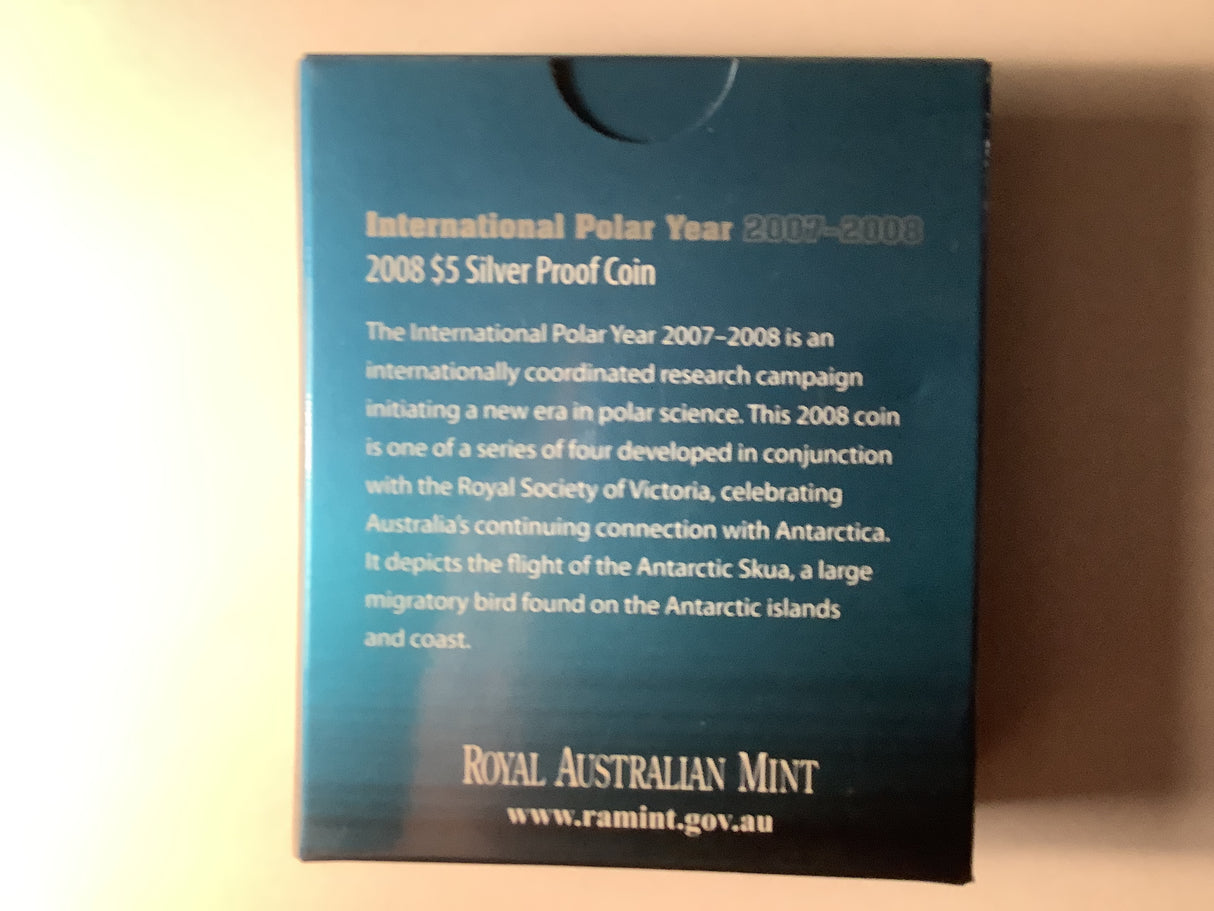 International Polar Year 2007–2008
2008 $5 Silver Proof Coin
The International Polar Year 2007–2008 is an
internationally coordinated research campaign
initiating a new era in polar science. This 2008 coin
is one of a series of four developed in conjunction
with the Royal Society of Victoria, celebrating
Australia's continuing connection with Antarctica.
It depicts the flight of the Antarctic Skua, a large
migratory bird found on the Antarctic islands
and coast.
ROYAL AUSTRALIAN MINT
www.ramint.gov.au